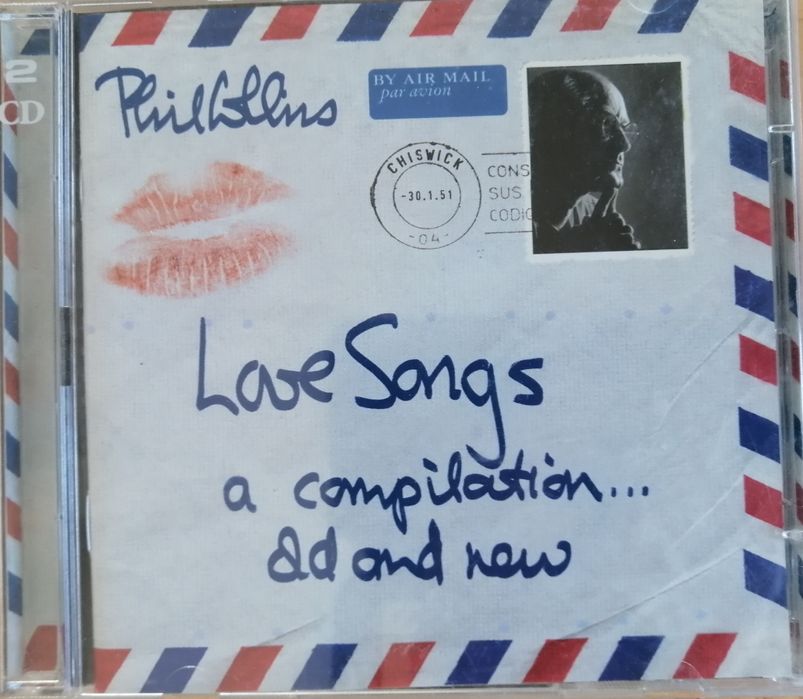 2
CD
Phil Collins
BY AIR MAIL
par avion
CHISWICK
-30.1.51
-04-
CONS
SUS
CODIC
Love Songs
a compilation...
Old and new